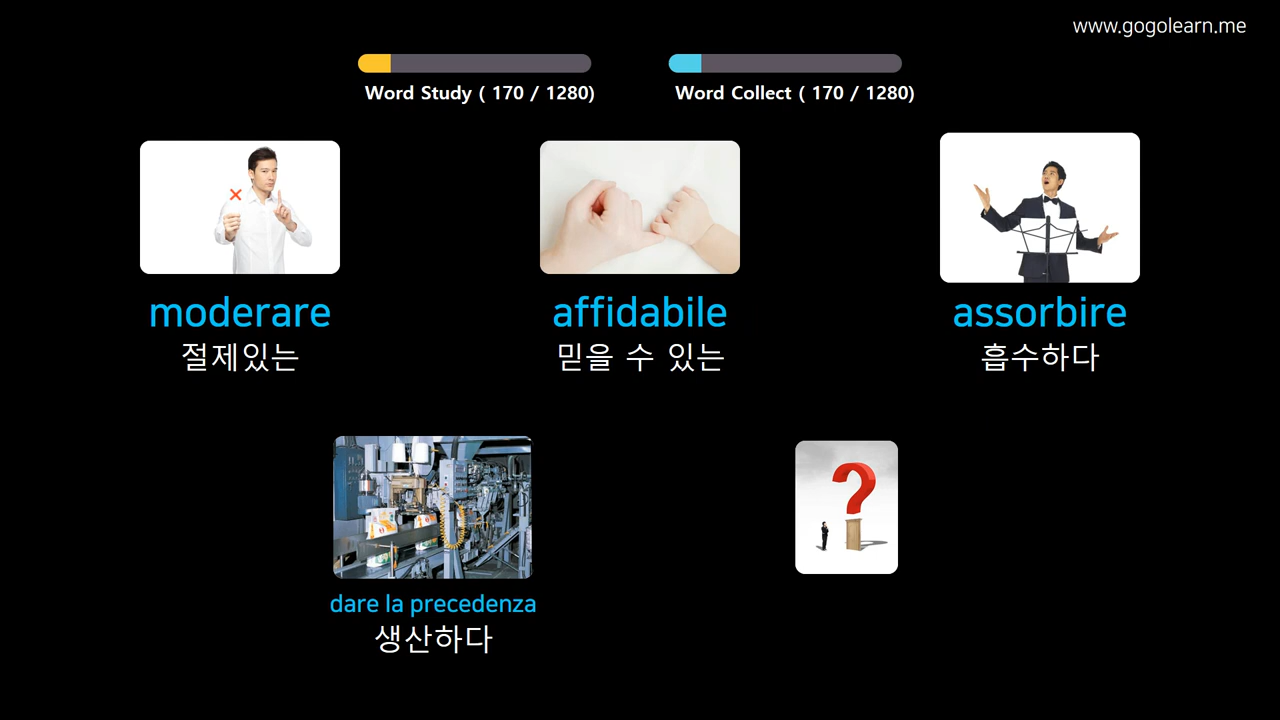 www.gogolearn.me
Word Study ( 170 / 1280)
Word Collect ( 170 / 1280)
moderare
절제있는
affidabile
믿을 수 있는
assorbire
흡수하다
dare la precedenza
생산하다